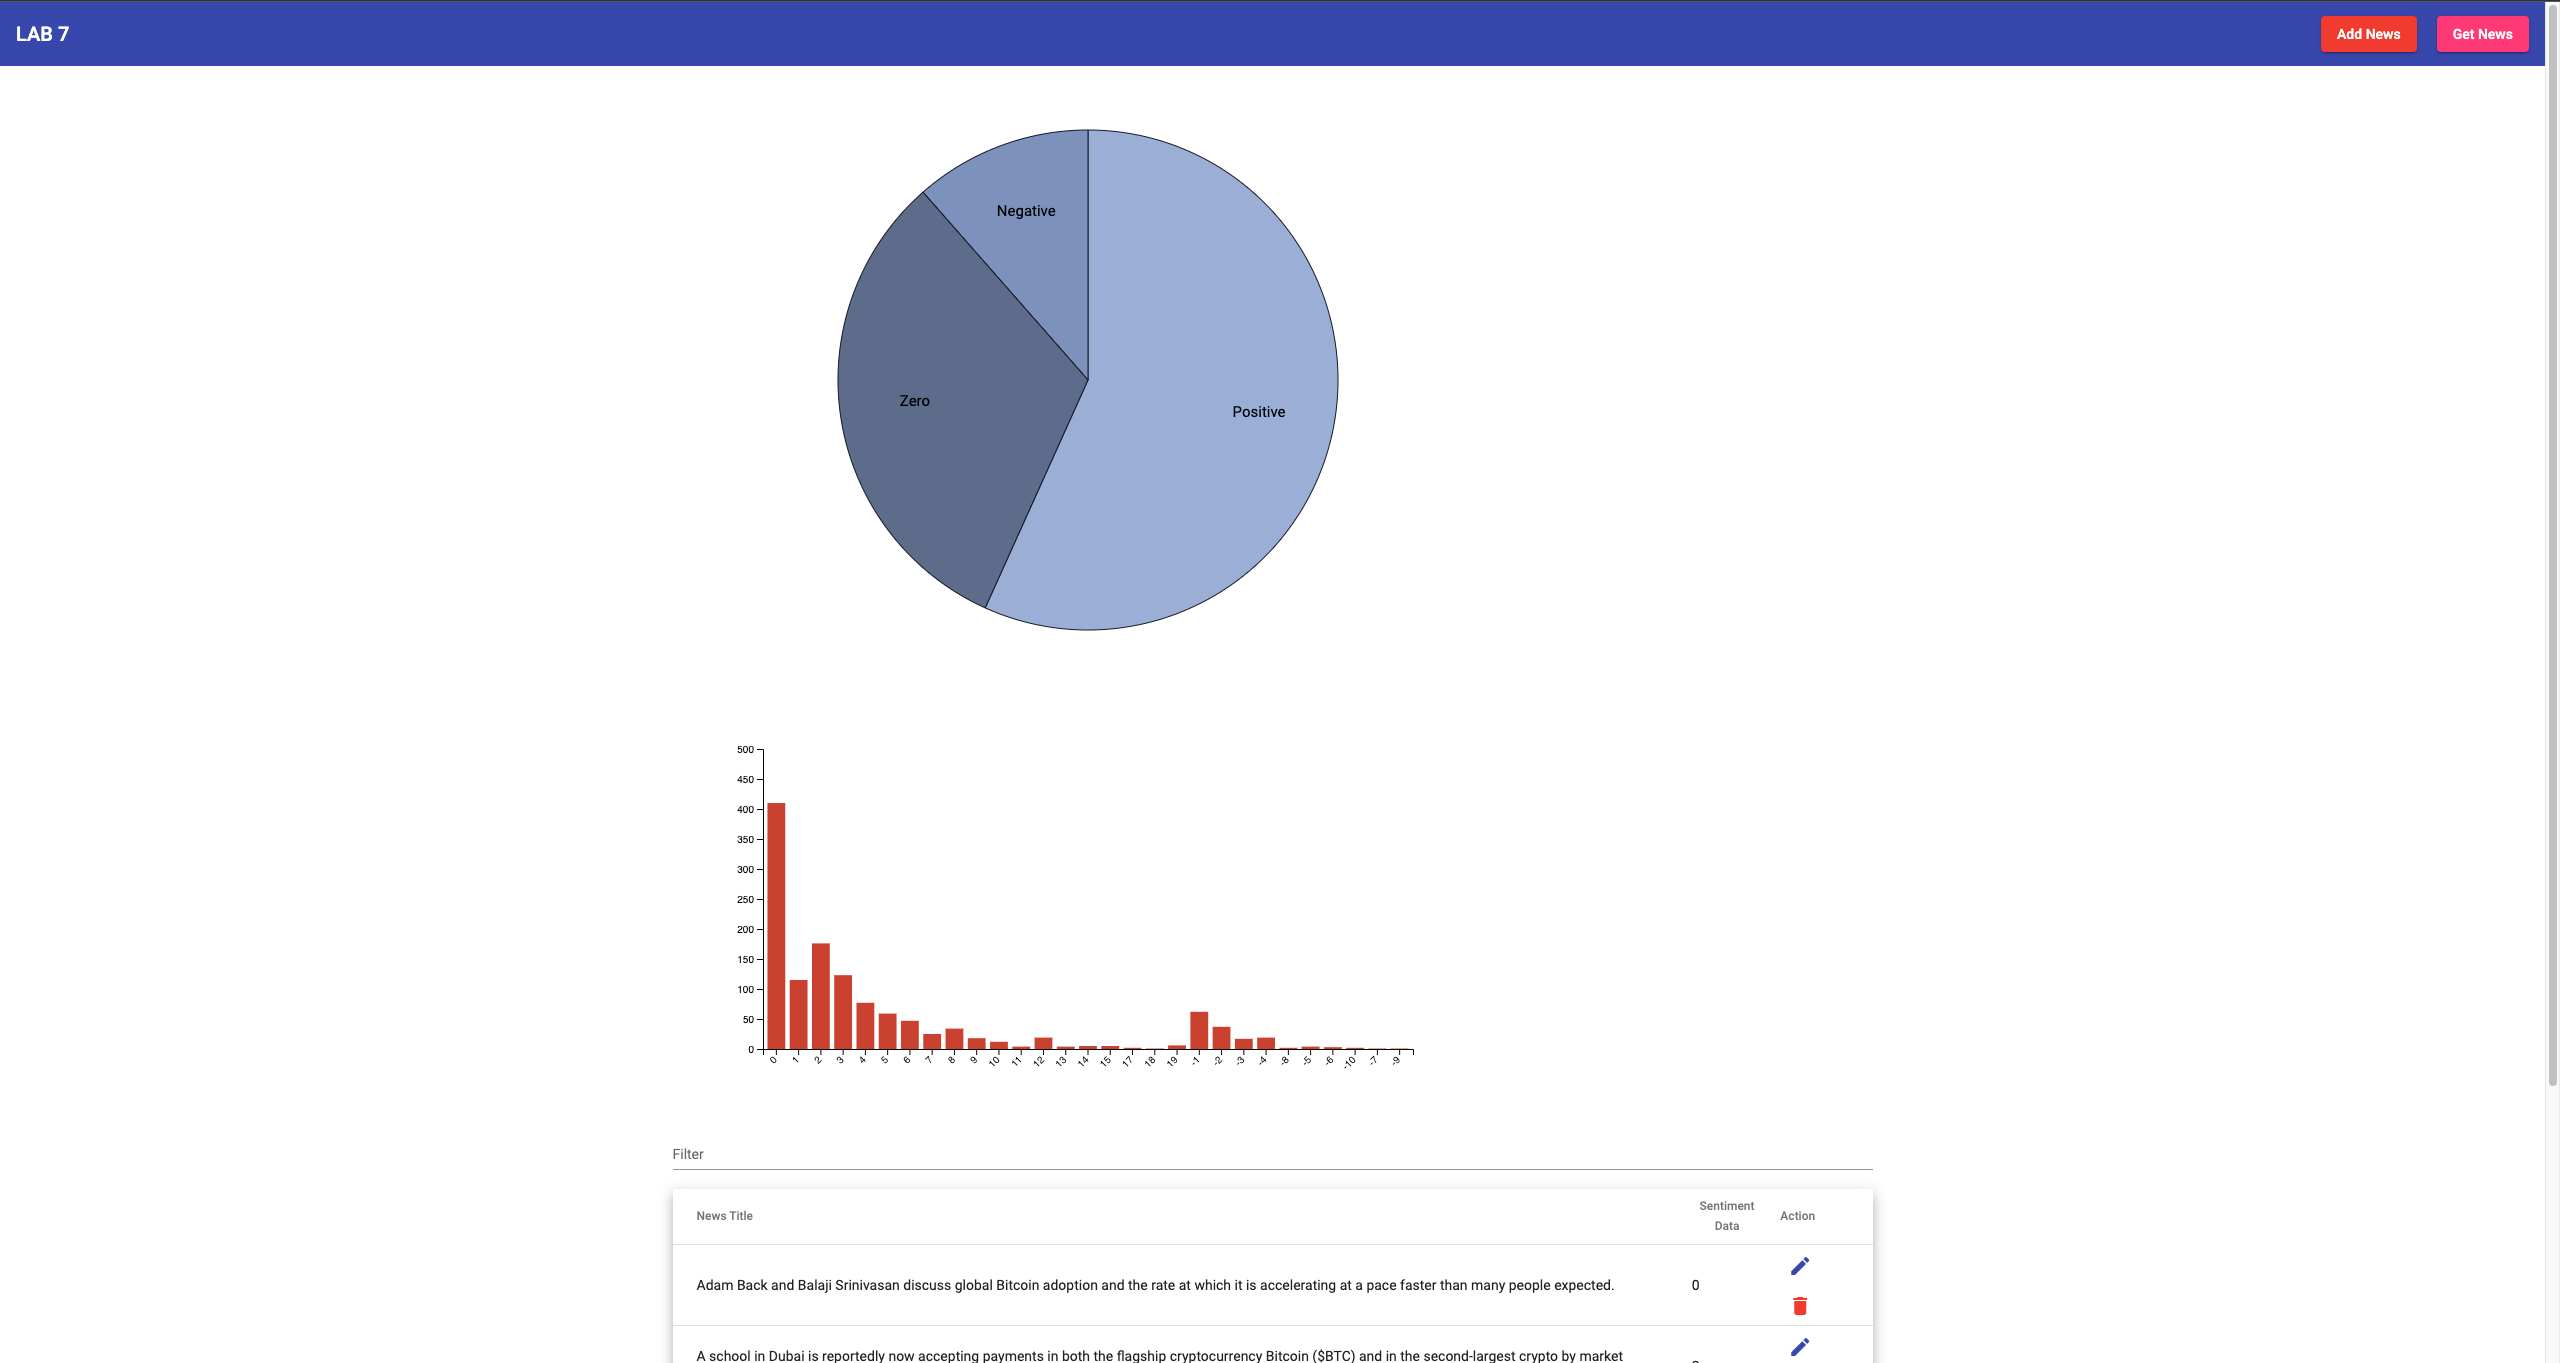 LAB 7
Add News
Get News
Negative
Zero
Positive
500
450
400
350
300
250
200
150
100
50
0
0 1 2 3 4 5 6 7 8 9 10 11 12 13 14 15 17 18 19 -1 -2 -3 -4 -8 -5 -6 -10 -7 -9
Filter
News Title
Sentiment
Data
Action
Adam Back and Balaji Srinivasan discuss global Bitcoin adoption and the rate at which it is accelerating at a pace faster than many people expected.
0
A school in Dubai is reportedly now accepting payments in both the flagship cryptocurrency Bitcoin ($BTC) and in the second-largest crypto by market